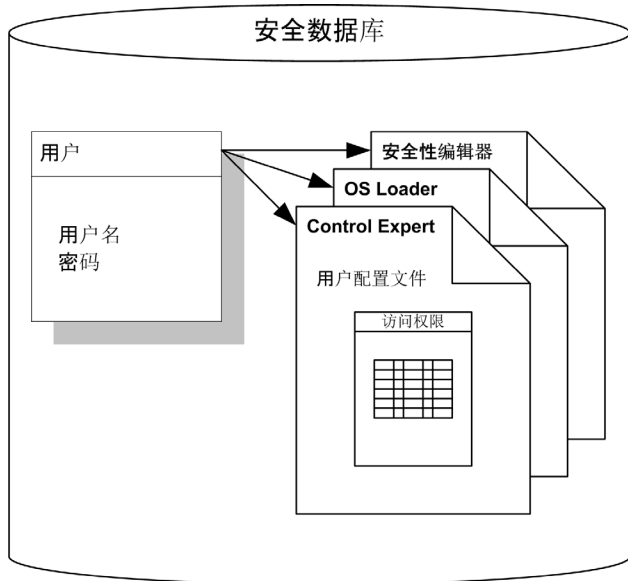 安全数据库
用户
用户名
密码
安全性编辑器
OS Loader
Control Expert
用户配置文件
访问权限